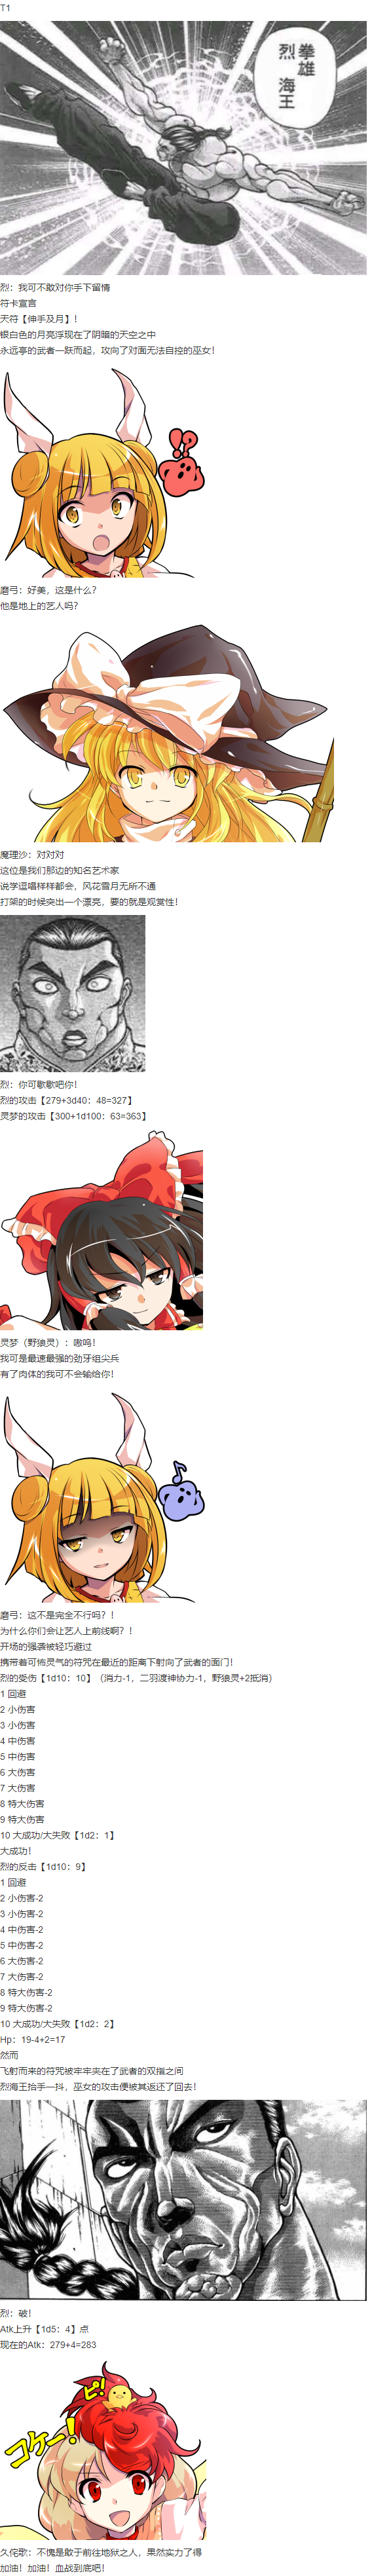 T1
拳雄
烈 海王
烈：我可不敢对你手下留情
符卡宣言
天符【伸手及月】！
银白色的月亮浮现在了阴暗的天空之中
永远亭的武者一跃而起，攻向了对面无法自控的巫女！
!?
磨弓：好美，这是什么？
他是地上的艺人吗？
魔理沙：对对对
这位是我们那边的知名艺术家
说学逗唱样样都会，风花雪月无所不通
打架的时候突出一个漂亮，要的就是观赏性！
烈：你可歇歇吧你！
烈的攻击【279+3d40：48=327】
灵梦的攻击【300+1d100：63=363】
灵梦（野狼灵）：嗷呜！
我可是最速最强的劲牙组尖兵
有了肉体的我可不会输给你！
磨弓：这不是完全不行吗？！
为什么你们会让艺人上前线啊？！
开场的强袭被轻巧避过
携带着可怖灵气的符咒在最近的距离下射向了武者的面门！
烈的受伤【1d10：10】（消力-1，二羽渡神协力-1，野狼灵+2抵消）
1 回避
2 小伤害
3 小伤害
4 中伤害
5 中伤害
6 大伤害
7 大伤害
8 特大伤害
9 特大伤害
10 大成功/大失败【1d2：1】
大成功！
烈的反击【1d10：9】
1 回避
2 小伤害-2
3 小伤害-2
4 中伤害-2
5 中伤害-2
6 大伤害-2
7 大伤害-2
8 特大伤害-2
9 特大伤害-2
10 大成功/大失败【1d2：2】
Hp：19-4+2=17
然而
飞射而来的符咒被牢牢夹在了武者的双指之间
烈海王抬手一抖，巫女的攻击便被其返还了回去！
烈：破！
Atk上升【1d5：4】点
现在的Atk：279+4=283
ピ！
コケー！
久侘歌：不愧是敢于前往地狱之人，果然实力了得
加油！加油！血战到底吧！